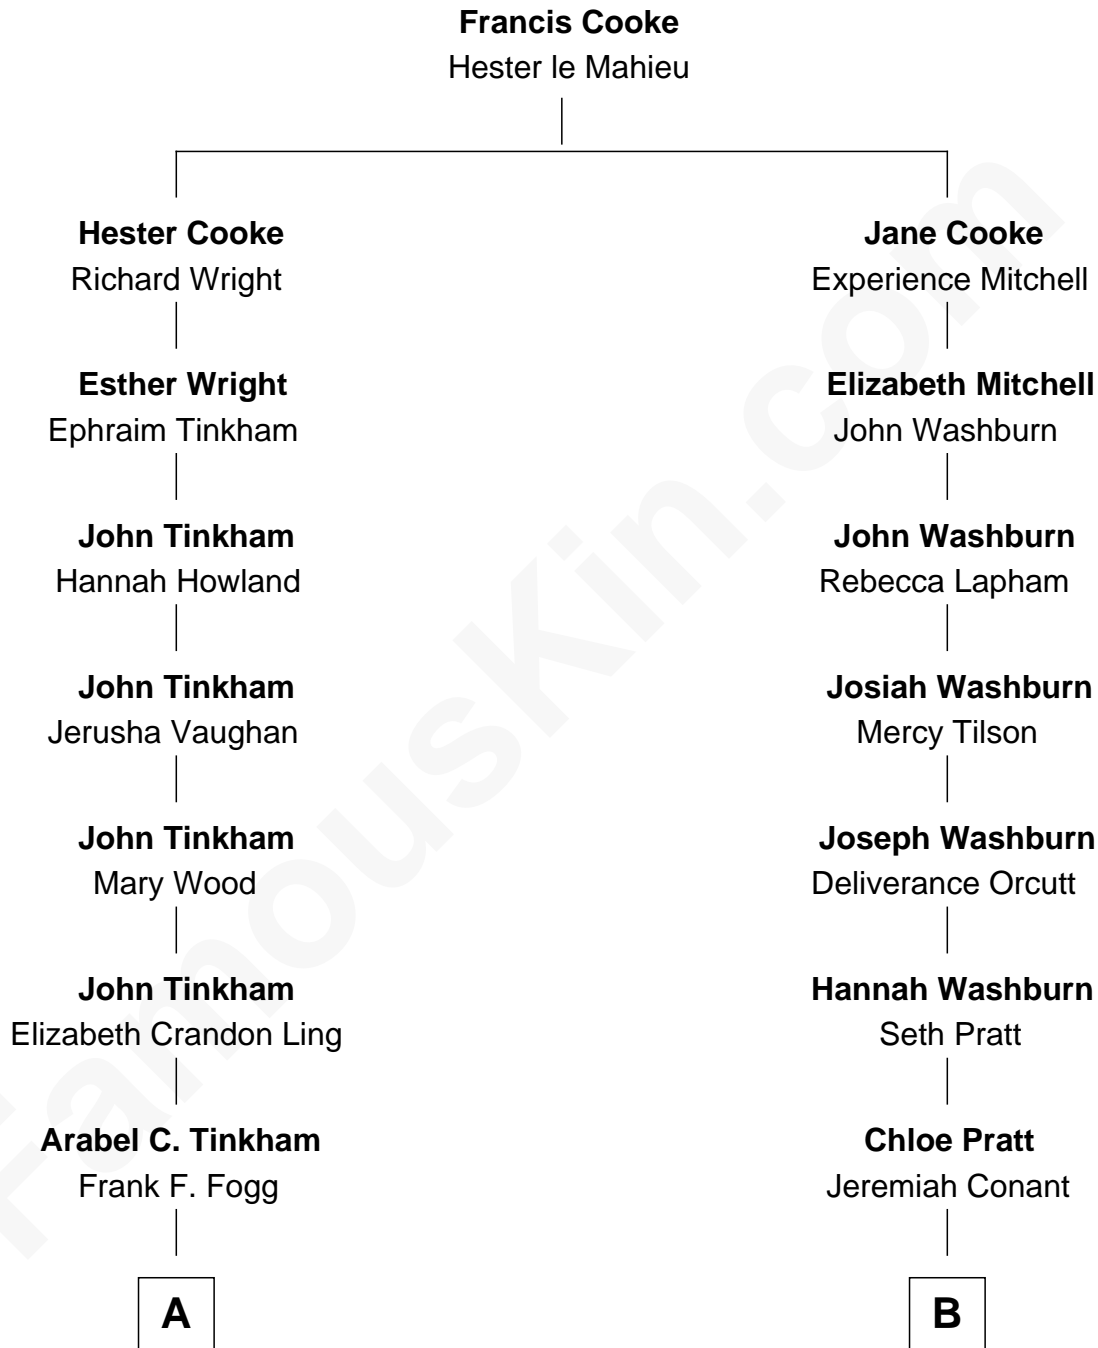 Francis Cooke
Hester le Mahieu
Hester Cooke
Richard Wright
Jane Cooke
Experience Mitchell
Esther Wright
Ephraim Tinkham
Elizabeth Mitchell
John Washburn
John Tinkham
Hannah Howland
John Washburn
Rebecca Lapham
John Tinkham
Jerusha Vaughan
Josiah Washburn
Mercy Tilson
John Tinkham
Mary Wood
Joseph Washburn
Deliverance Orcutt
John Tinkham
Elizabeth Crandon Ling
Hannah Washburn
Seth Pratt
Arabel C. Tinkham
Frank F. Fogg
Chloe Pratt
Jeremiah Conant
A
B
FamousKin.com